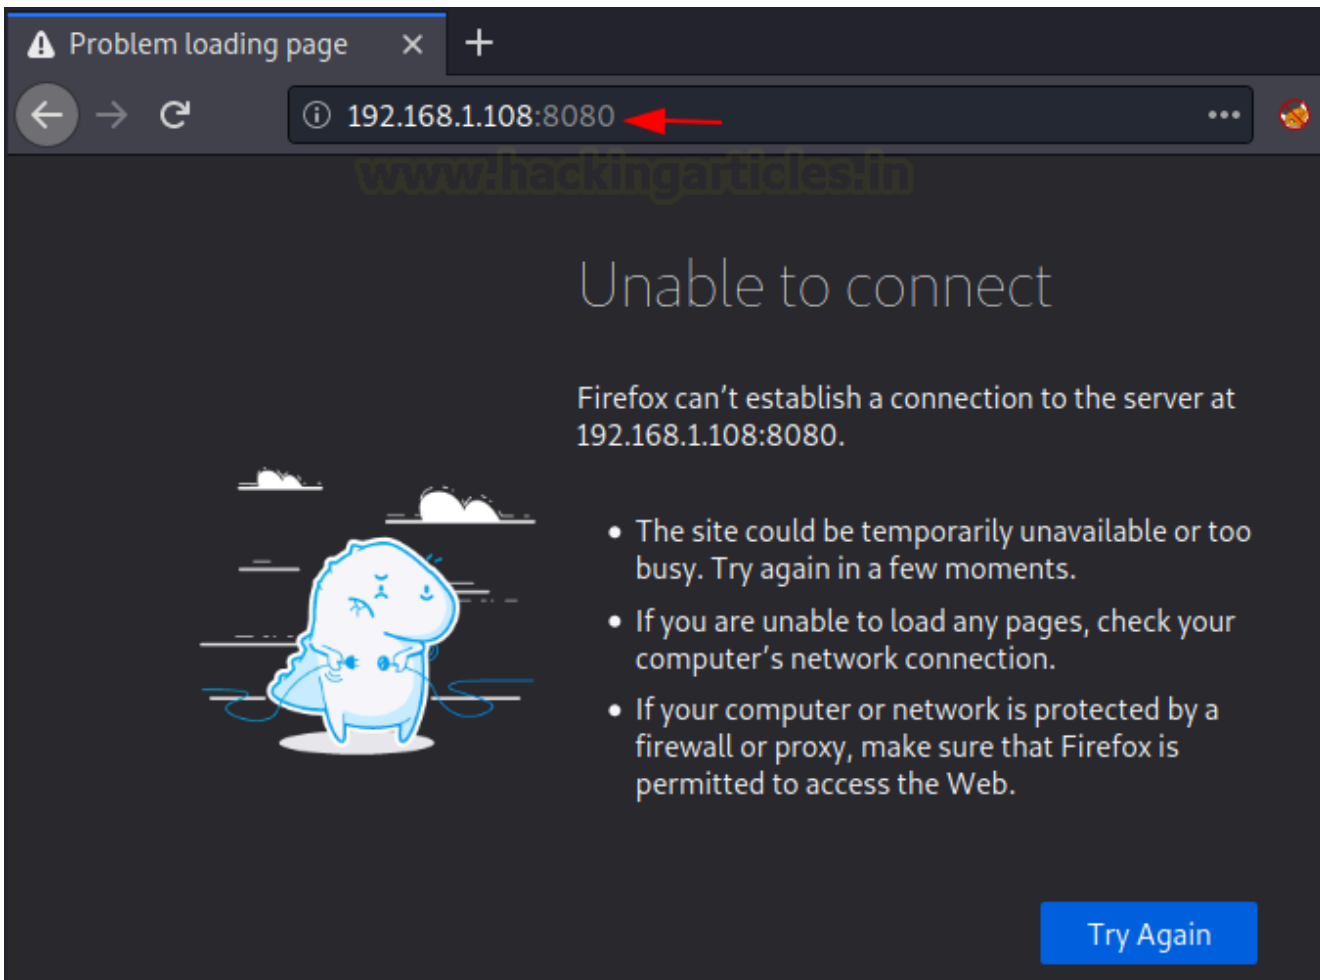 Problem loading page
192.168.1.108:8080
www.hackingarticles.in
Unable to connect
Firefox can’t establish a connection to the server at
192.168.1.108:8080.
• The site could be temporarily unavailable or too
busy. Try again in a few moments.
• If you are unable to load any pages, check your
computer’s network connection.
• If your computer or network is protected by a
firewall or proxy, make sure that Firefox is
permitted to access the Web.
Try Again